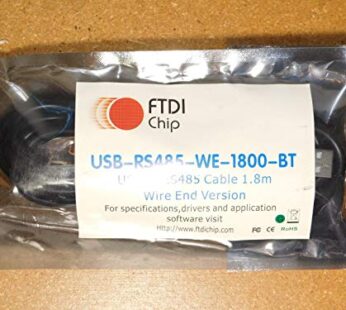 FTDI
Chip
USB-RS485-WE-1800-BT
RS485 Cable 1.8m
Wire End Version
For specifications,drivers and application
software visit
Http://www.ftdichip.com
FC CE RoHS